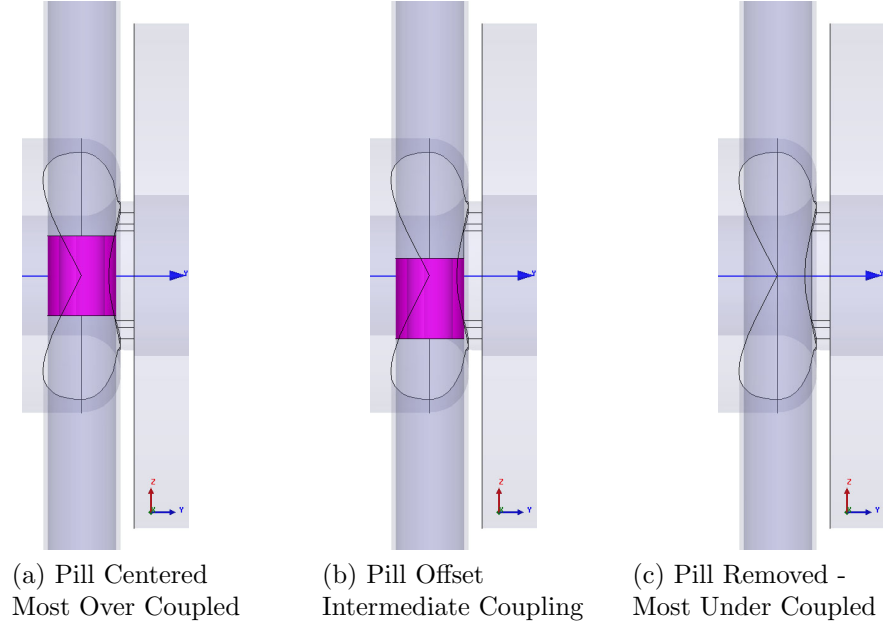 Y
Y
Z
X
Y
Z
X
Y
Z
X
Y
(a) Pill Centered
Most Over Coupled
(b) Pill Offset
Intermediate Coupling
(c) Pill Removed -
Most Under Coupled